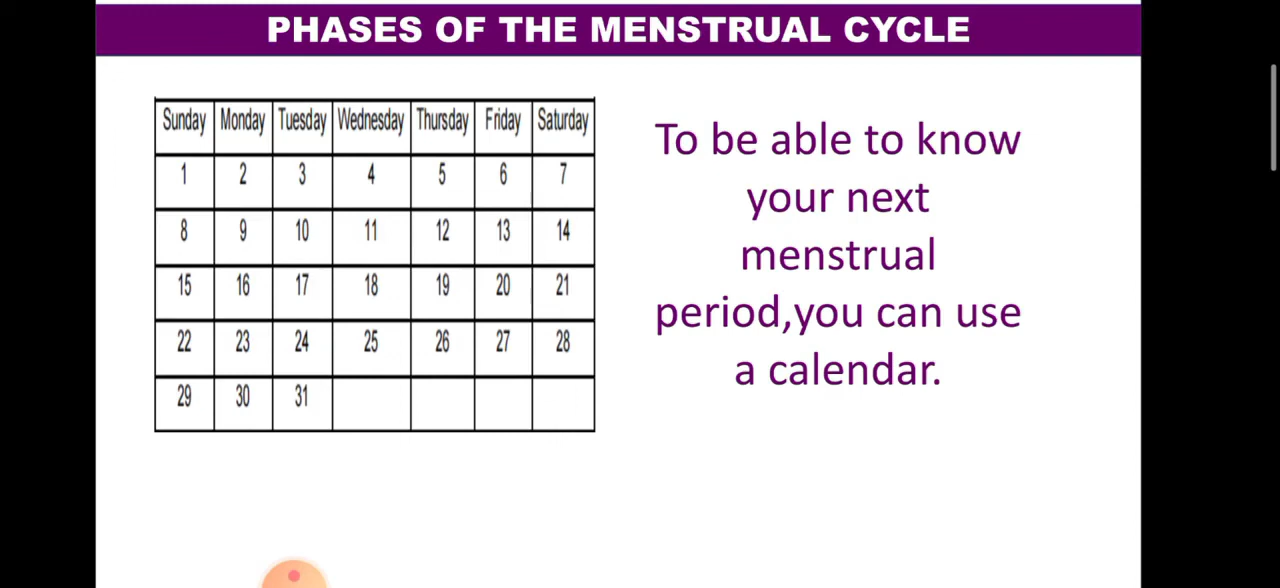 PHASES OF THE MENSTRUAL CYCLE
Sunday Monday Tuesday Wednesday Thursday Friday Saturday
1 2 3 4 5 6 7
8 9 10 11 12 13 14
15 16 17 18 19 20 21
22 23 24 25 26 27 28
29 30 31
To be able to know
your next
menstrual
period,you can use
a calendar.